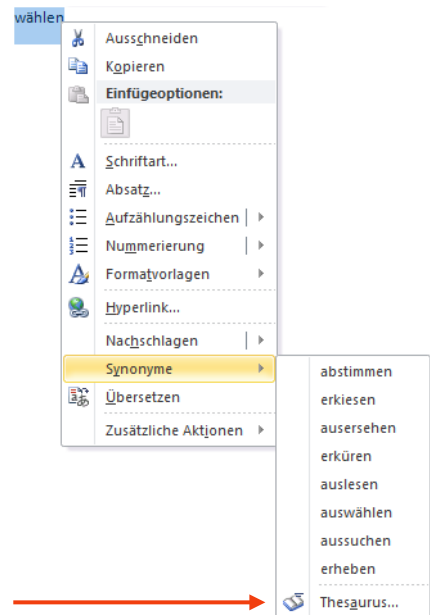 wählen
Ausschneiden
Kopieren
Einfügeoptionen:
Schriftart...
Absatz...
Aufzählungszeichen
Nummerierung
Formatvorlagen
Hyperlink...
Nachschlagen
Synonyme
Übersetzen
Zusätzliche Aktionen
abstimmen
erkiesen
ausersehen
erküren
auslesen
auswählen
aussuchen
erheben
Thesaurus...